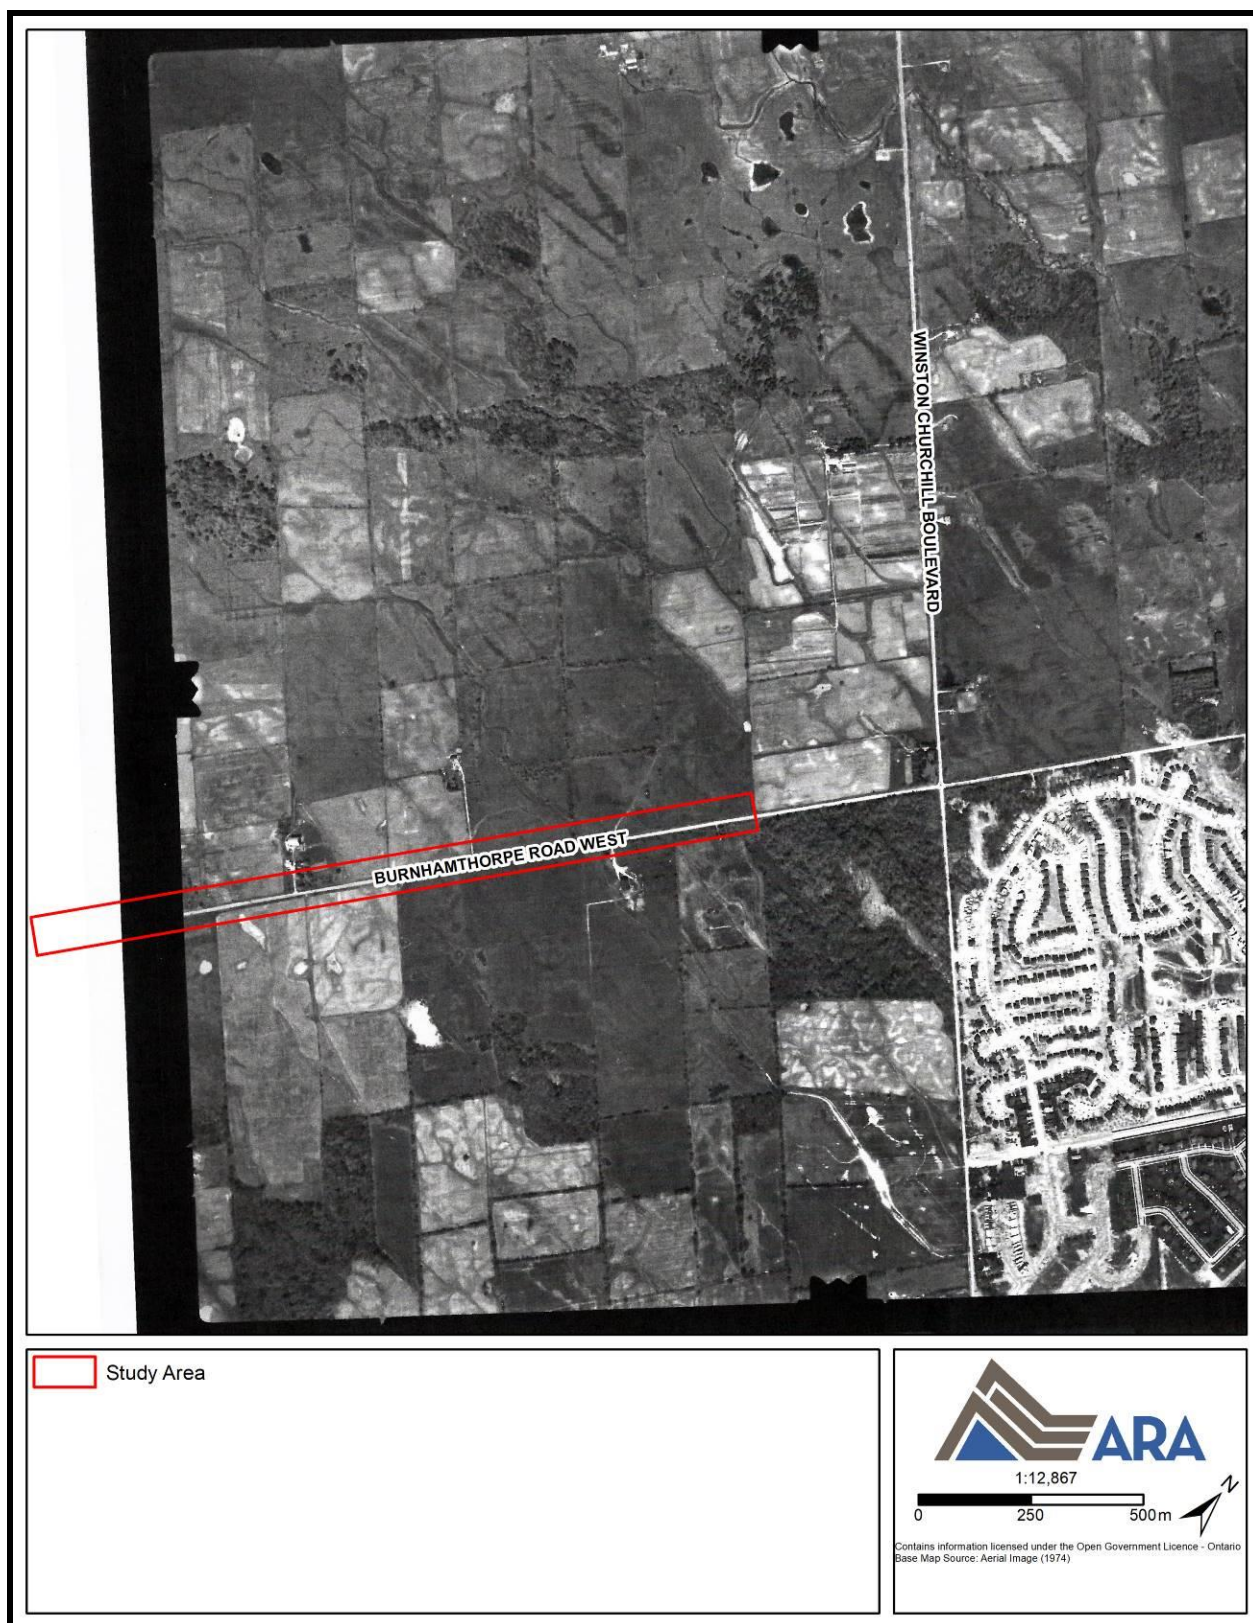 WINSTON CHURCHILL BOULEVARD
BURNHAMTHORPE ROAD WEST
Study Area
ARA
1:12,867
0 250 500m
N
Contains information licensed under the Open Government Licence - Ontario
Base Map Source: Aerial Image (1974)